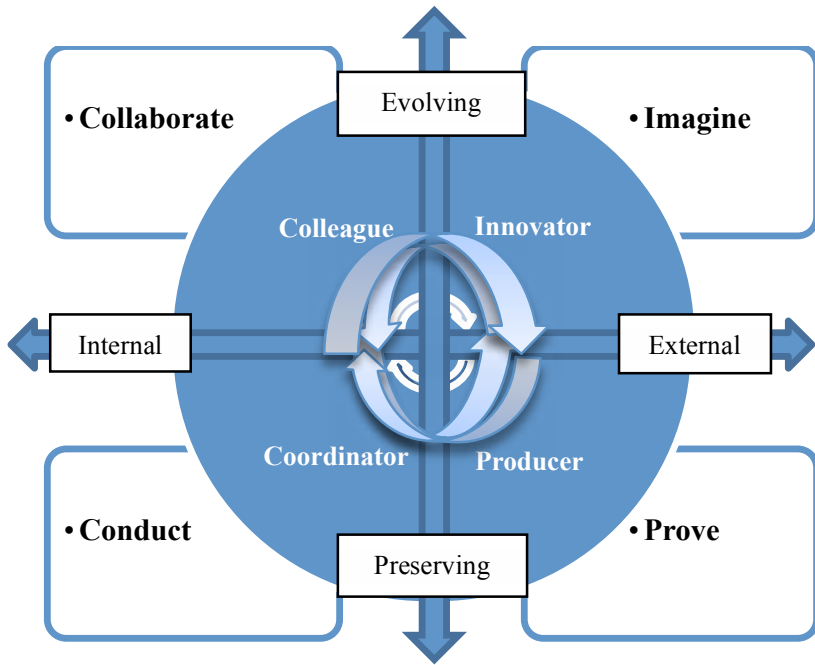 Evolving
• Collaborate
• Imagine
Colleague
Innovator
Internal
External
Coordinator
Producer
• Conduct
• Prove
Preserving